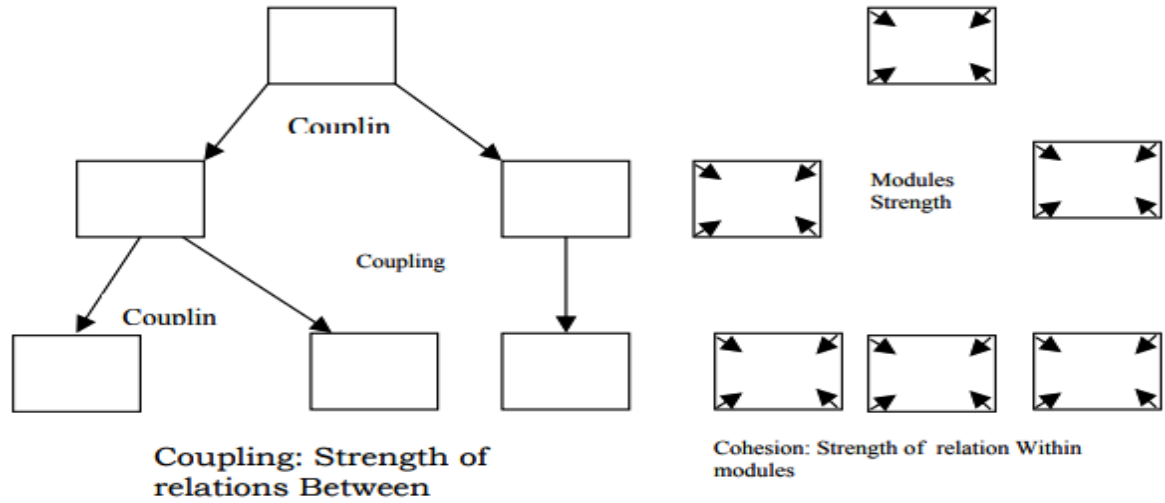 Couplin
Coupling
Couplin
Coupling: Strength of
relations Between
Modules
Strength
Cohesion: Strength of relation Within
modules